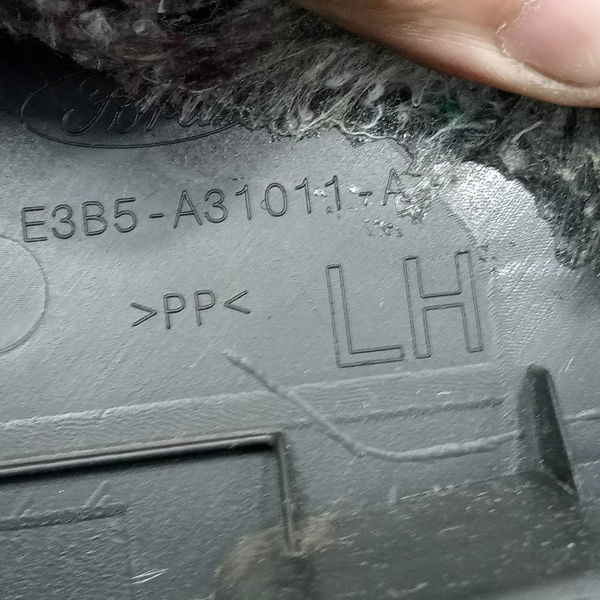 Ford
E3B5-A31011-A
>PP<
LH